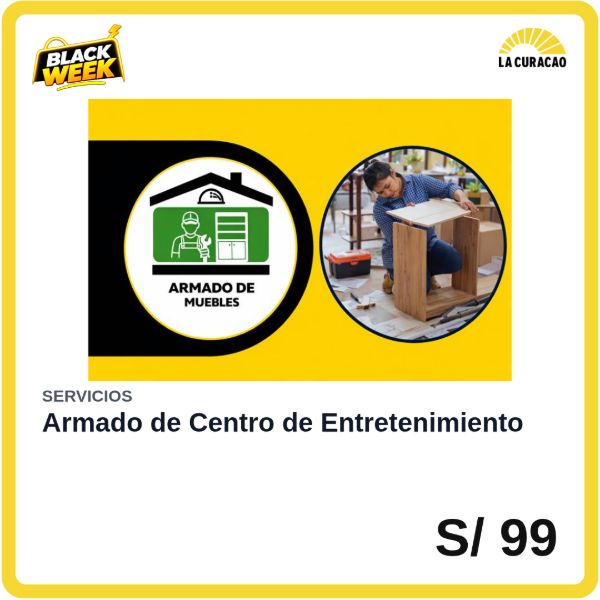 BLACK
WEEK
LA CURACAO
ARMADO DE
MUEBLES
SERVICIOS
Armado de Centro de Entretenimiento
S/ 99